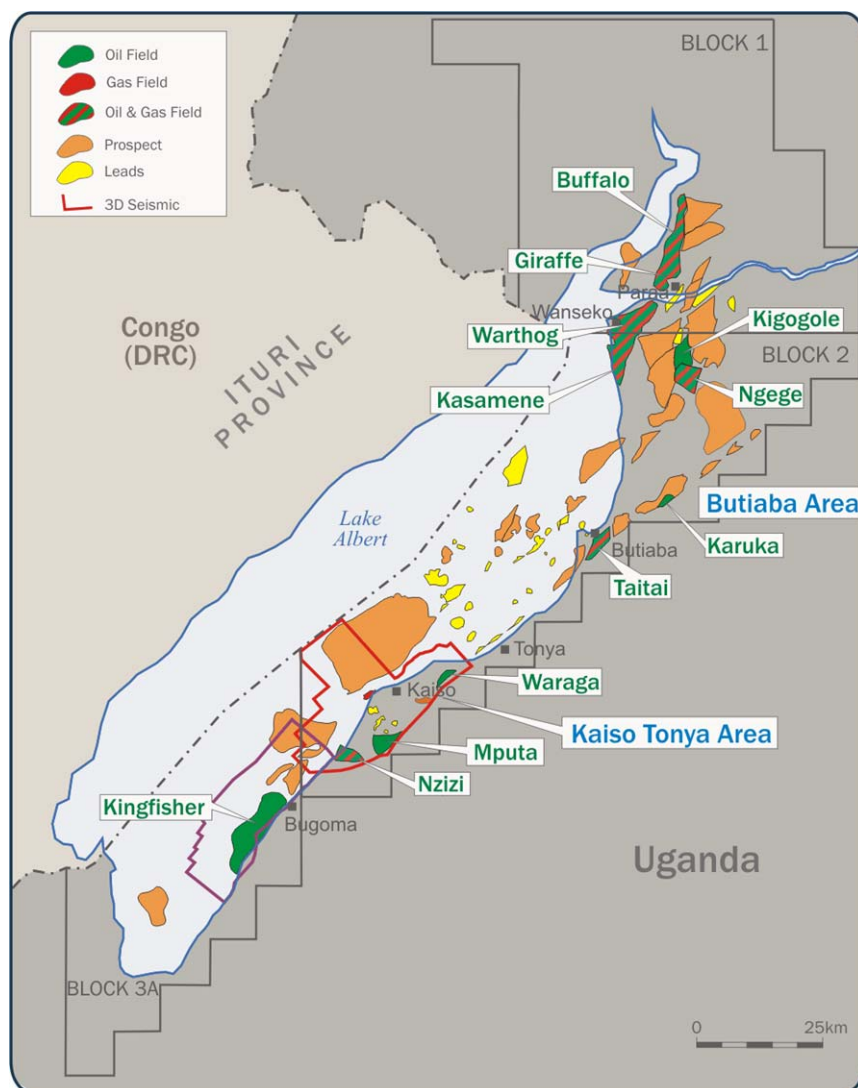 Oil Field
Gas Field
Oil & Gas Field
Prospect
Leads
3D Seismic
BLOCK 1
Buffalo
Giraffe
Paraa
Wanseko
Warthog
Kigogole
BLOCK 2
Congo
(DRC)
ITURI
PROVINCE
Kasamene
Ngege
Lake
Albert
Butiaba Area
Butiaba
Karuka
Taitai
Tonya
Waraga
Kaiso
Kaiso Tonya Area
Mputa
Nzizi
Kingfisher
Bugoma
Uganda
BLOCK 3A
0 25km